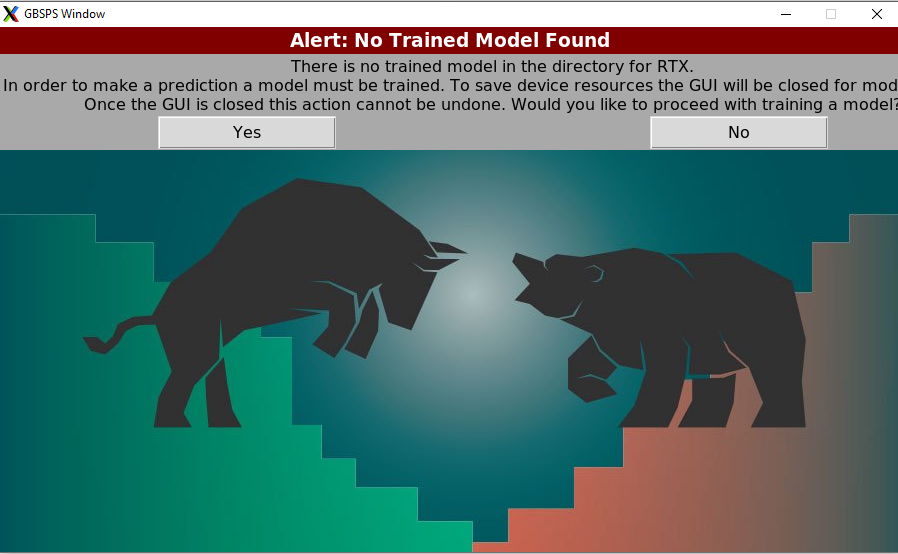 GBSPS Window
Alert: No Trained Model Found
There is no trained model in the directory for RTX.
In order to make a prediction a model must be trained. To save device resources the GUI will be closed for mod
Once the GUI is closed this action cannot be undone. Would you like to proceed with training a model?
Yes
No